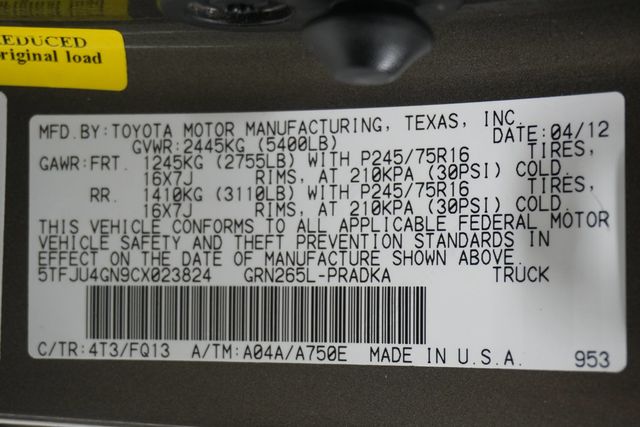 REDUCED
original load
MFD. BY: TOYOTA MOTOR MANUFACTURING, TEXAS, INC.
GVWR: 2445KG (5400LB) DATE: 04/12
GAWR: FRT. 1245KG (2755LB) WITH P245/75R16 TIRES,
16X7J RIMS, AT 210KPA (30PSI) COLD.
RR. 1410KG (3110LB) WITH P245/75R16 TIRES,
16X7J RIMS, AT 210KPA (30PSI) COLD.
THIS VEHICLE CONFORMS TO ALL APPLICABLE FEDERAL MOTOR
VEHICLE SAFETY AND THEFT PREVENTION STANDARDS IN
EFFECT ON THE DATE OF MANUFACTURE SHOWN ABOVE.
5TFJU4GN9CX023824 GRN265L-PRADKA TRUCK
C/TR: 4T3/FQ13 A/TM: A04A/A750E MADE IN U.S.A. 953